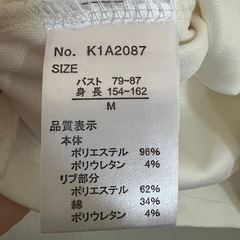 No. K1A2087
SIZE
バスト 79~87
身長 154~162
M
品質表示
本体
ポリエステル 96%
ポリウレタン 4%
リブ部分
ポリエステル 62%
綿 34%
ポリウレタン 4%